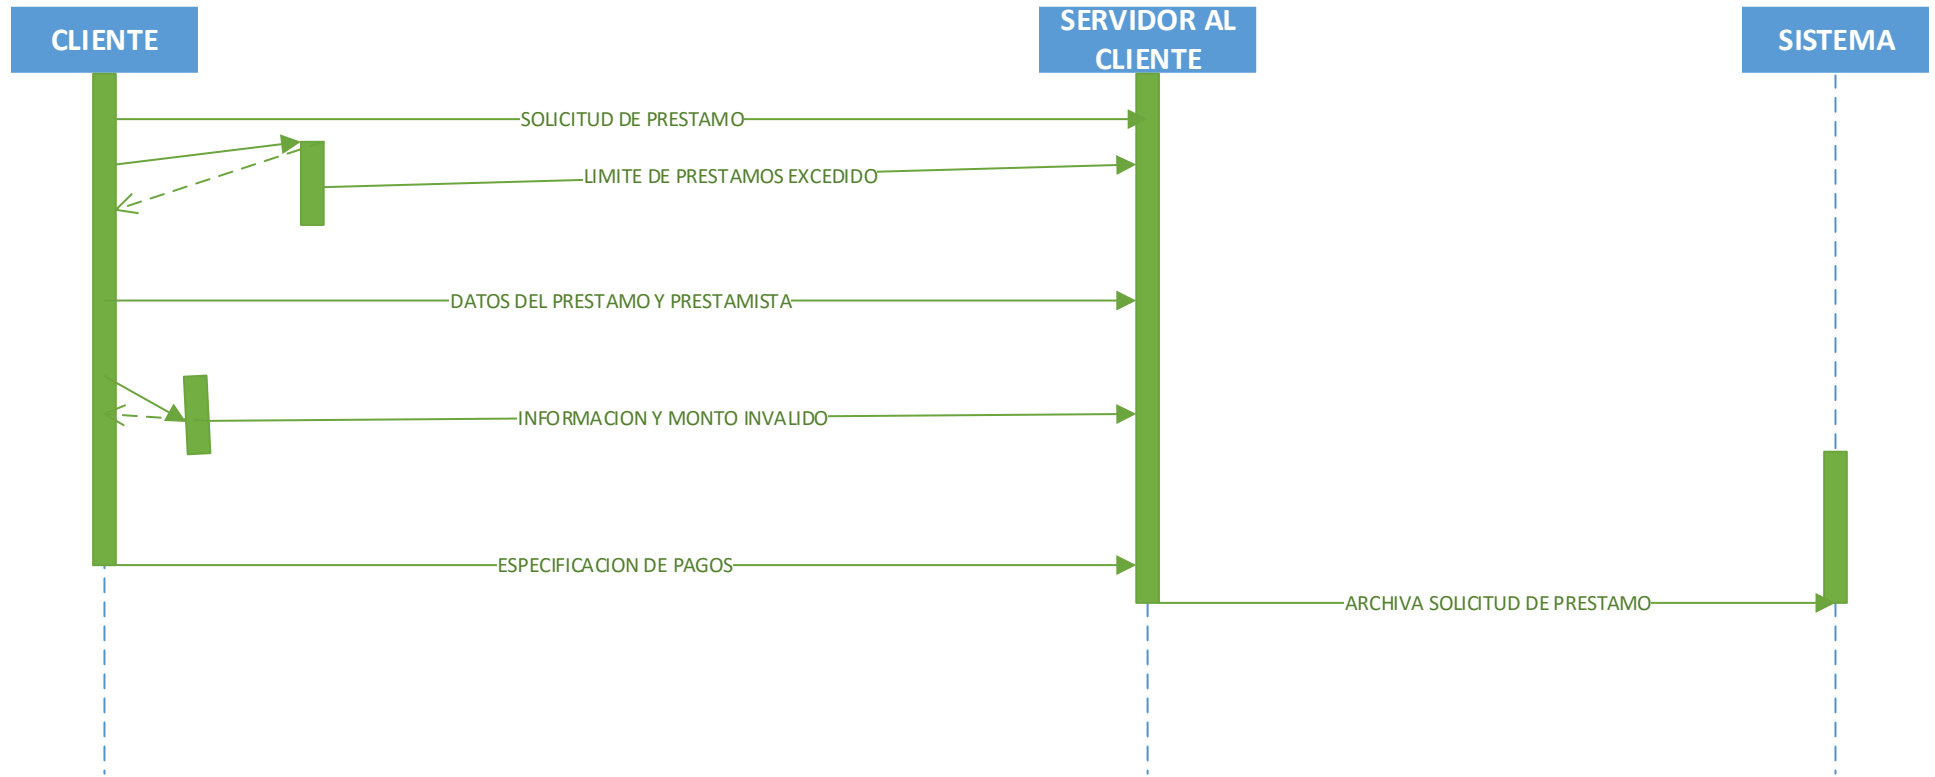 CLIENTE
SERVIDOR AL
CLIENTE
SISTEMA
SOLICITUD DE PRESTAMO
LIMITE DE PRESTAMOS EXCEDIDO
DATOS DEL PRESTAMO Y PRESTAMISTA
INFORMACION Y MONTO INVALIDO
ESPECIFICACION DE PAGOS
ARCHIVA SOLICITUD DE PRESTAMO